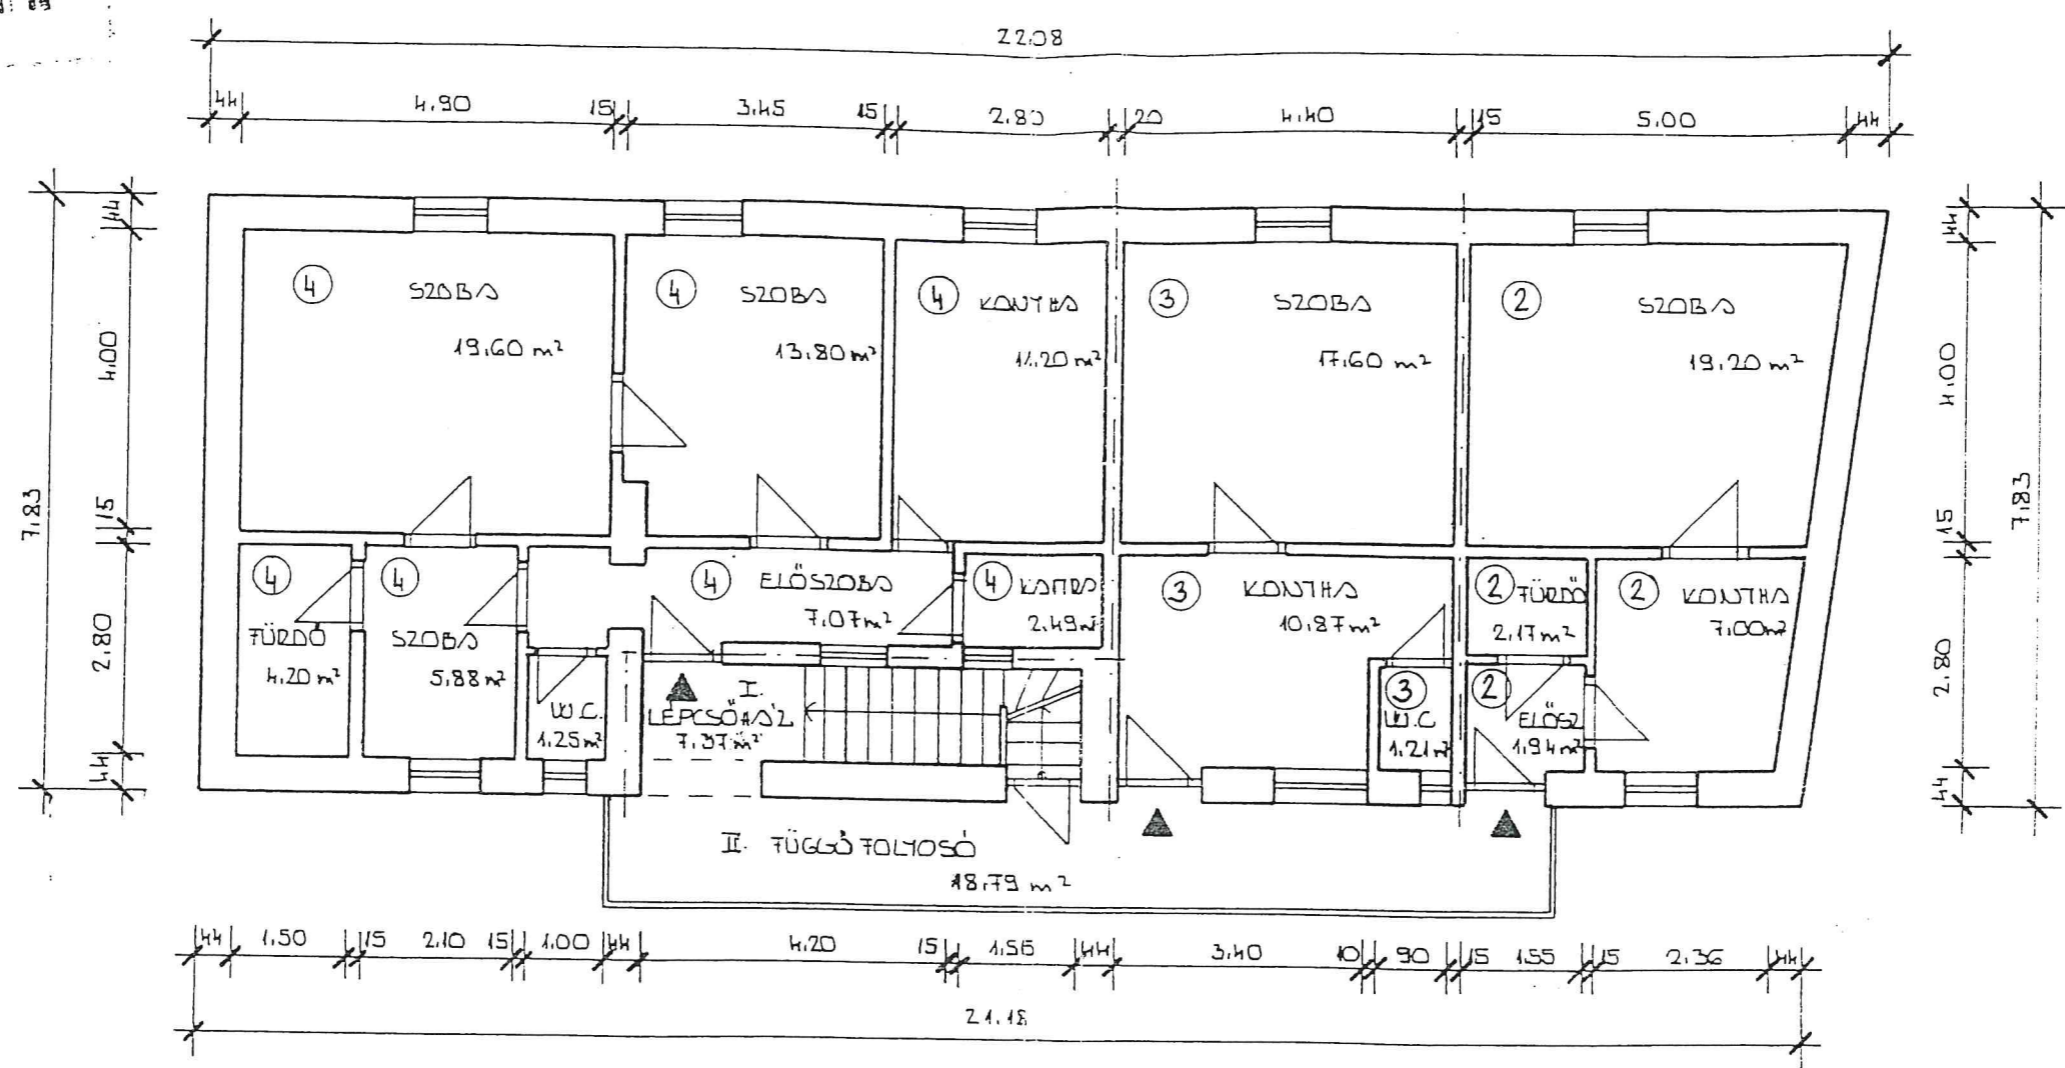 22.08
44 4.90 15 3.45 15 2.80 20 4.40 15 5.00 44
4 SZOBA
19.60 m²
4 SZOBA
13.80 m²
4 KONYHA
11.20 m²
3 SZOBA
17.60 m²
2 SZOBA
19.20 m²
7.83
44
4.00
15
2.80
44
44
4.00
15
2.80
44
7.83
4
FÜRDŐ
4.20 m²
4
SZOBA
5.88 m²
W.C.
1.25 m²
4 ELŐSZOBA
7.07 m²
4 KAMRA
2.49 m²
3 KONYHA
10.87 m²
3
W.C
1.21 m²
2 FÜRDŐ
2.17 m²
2
ELŐSZ
1.94 m²
2 KONYHA
7.00 m²
I.
LÉPCSŐHÁZ
7.37 m²
II. FÜGGŐFOLYOSÓ
18.79 m²
44 1.50 15 2.10 15 1.00 44 4.20 15 1.56 44 3.40 10 90 15 1.55 15 2.36 44
21.18